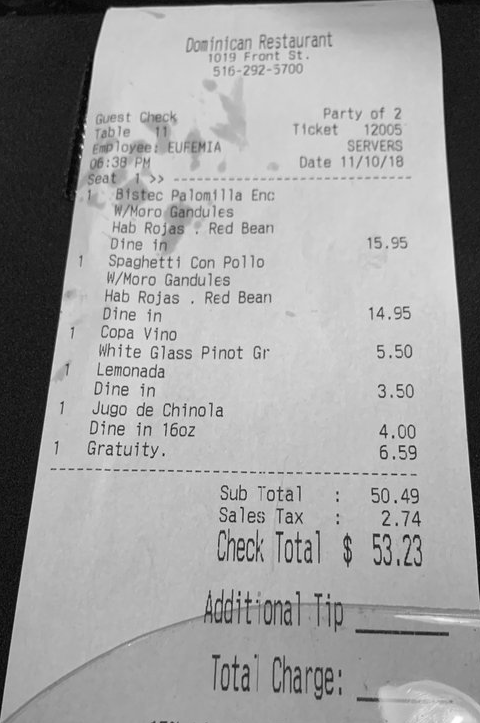 Dominican Restaurant
1019 Front St.
516-292-5700
Guest Check Party of 2
Table 11 Ticket 12005
Employee: EUFEMIA SERVERS
06:38 PM Date 11/10/18
Seat 1 >> --------------------------------
1 Bistec Palomilla Enc
W/Moro Gandules
Hab Rojas . Red Bean
Dine in 15.95
1 Spaghetti Con Pollo
W/Moro Gandules
Hab Rojas . Red Bean
Dine in 14.95
1 Copa Vino
White Glass Pinot Gr 5.50
1 Lemonada
Dine in 3.50
1 Jugo de Chinola
Dine in 16oz 4.00
1 Gratuity. 6.59
--------------------------------
Sub Total : 50.49
Sales Tax : 2.74
Check Total $ 53.23
Additional Tip ______
Total Charge: ______